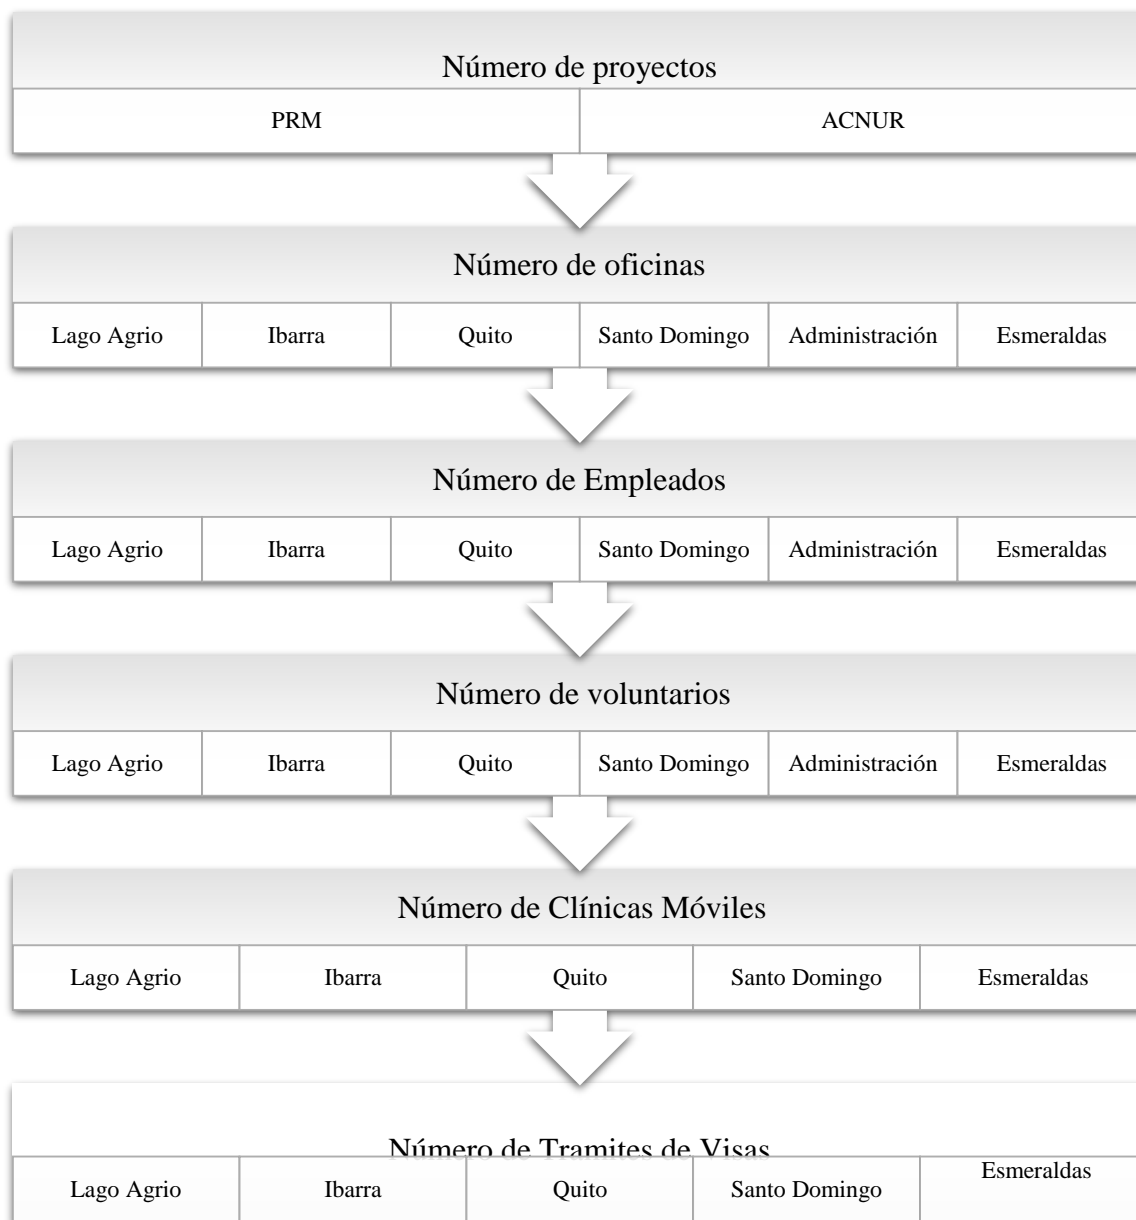 Número de proyectos
PRM ACNUR
Número de oficinas
Lago Agrio Ibarra Quito Santo Domingo Administración Esmeraldas
Número de Empleados
Lago Agrio Ibarra Quito Santo Domingo Administración Esmeraldas
Número de voluntarios
Lago Agrio Ibarra Quito Santo Domingo Administración Esmeraldas
Número de Clínicas Móviles
Lago Agrio Ibarra Quito Santo Domingo Esmeraldas
Número de Tramites de Visas
Lago Agrio Ibarra Quito Santo Domingo Esmeraldas